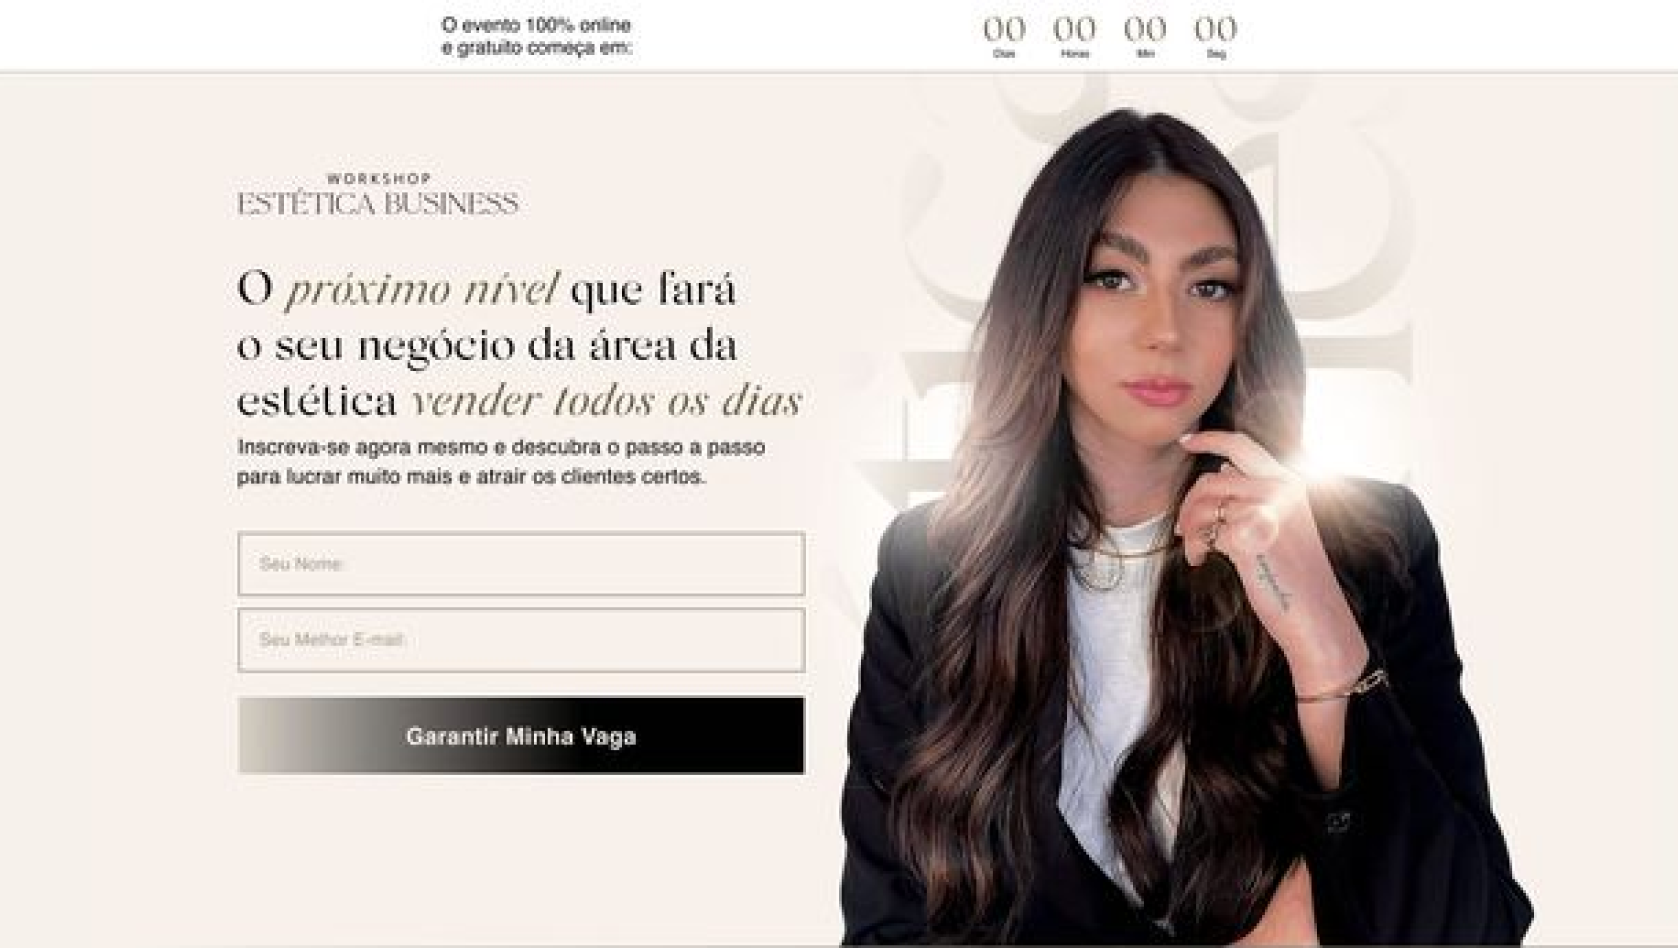 O evento 100% online
e gratuito começa em:
00 00 00 00
Dias Horas Min Seg
WORKSHOP
ESTÉTICA BUSINESS
O próximo nível que fará
o seu negócio da área da
estética vender todos os dias
Inscreva-se agora mesmo e descubra o passo a passo
para lucrar muito mais e atrair os clientes certos.
Seu Nome:
Seu Melhor E-mail:
Garantir Minha Vaga